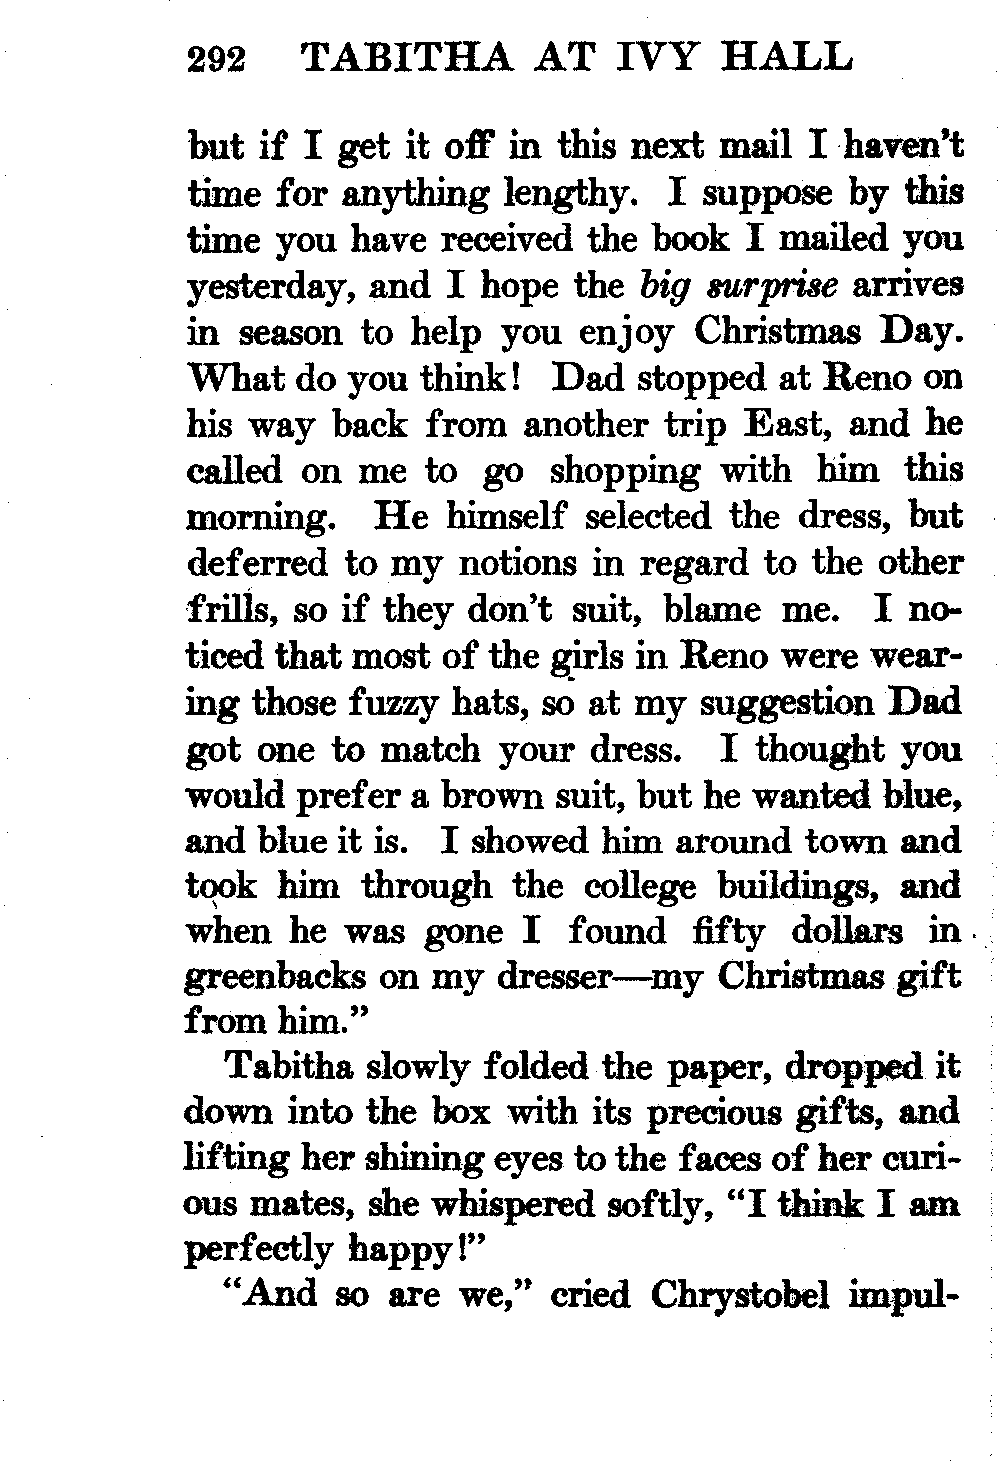 292 TABITHA AT IVY HALL
but if I get it off in this next mail I haven't
time for anything lengthy. I suppose by this
time you have received the book I mailed you
yesterday, and I hope the big surprise arrives
in season to help you enjoy Christmas Day.
What do you think! Dad stopped at Reno on
his way back from another trip East, and he
called on me to go shopping with him this
morning. He himself selected the dress, but
deferred to my notions in regard to the other
frills, so if they don't suit, blame me. I no-
ticed that most of the girls in Reno were wear-
ing those fuzzy hats, so at my suggestion Dad
got one to match your dress. I thought you
would prefer a brown suit, but he wanted blue,
and blue it is. I showed him around town and
took him through the college buildings, and
when he was gone I found fifty dollars in
greenbacks on my dresser—my Christmas gift
from him."
Tabitha slowly folded the paper, dropped it
down into the box with its precious gifts, and
lifting her shining eyes to the faces of her curi-
ous mates, she whispered softly, "I think I am
perfectly happy!"
"And so are we," cried Chrystobel impul-